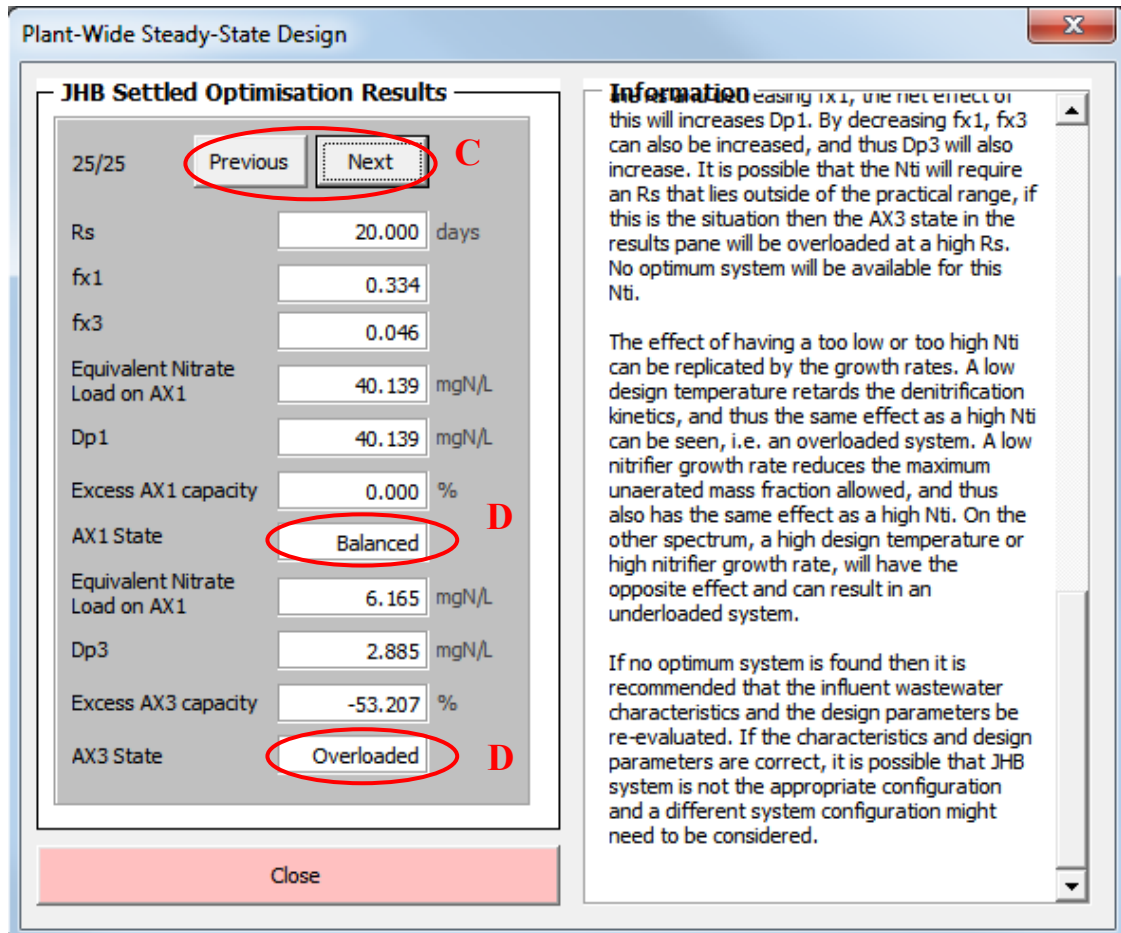 Plant-Wide Steady-State Design
X
JHB Settled Optimisation Results
25/25 Previous Next C
Rs 20.000 days
fx1 0.334
fx3 0.046
Equivalent Nitrate
Load on AX1 40.139 mgN/L
Dp1 40.139 mgN/L
Excess AX1 capacity 0.000 %
D
AX1 State Balanced
Equivalent Nitrate
Load on AX1 6.165 mgN/L
Dp3 2.885 mgN/L
Excess AX3 capacity -53.207 %
AX3 State Overloaded D
Close
Information
Rs and decreasing fx1, the net effect of
this will increases Dp1. By decreasing fx1, fx3
can also be increased, and thus Dp3 will also
increase. It is possible that the Nti will require
an Rs that lies outside of the practical range, if
this is the situation then the AX3 state in the
results pane will be overloaded at a high Rs.
No optimum system will be available for this
Nti.
The effect of having a too low or too high Nti
can be replicated by the growth rates. A low
design temperature retards the denitrification
kinetics, and thus the same effect as a high Nti
can be seen, i.e. an overloaded system. A low
nitrifier growth rate reduces the maximum
unaerated mass fraction allowed, and thus
also has the same effect as a high Nti. On the
other spectrum, a high design temperature or
high nitrifier growth rate, will have the
opposite effect and can result in an
underloaded system.
If no optimum system is found then it is
recommended that the influent wastewater
characteristics and the design parameters be
re-evaluated. If the characteristics and design
parameters are correct, it is possible that JHB
system is not the appropriate configuration
and a different system configuration might
need to be considered.